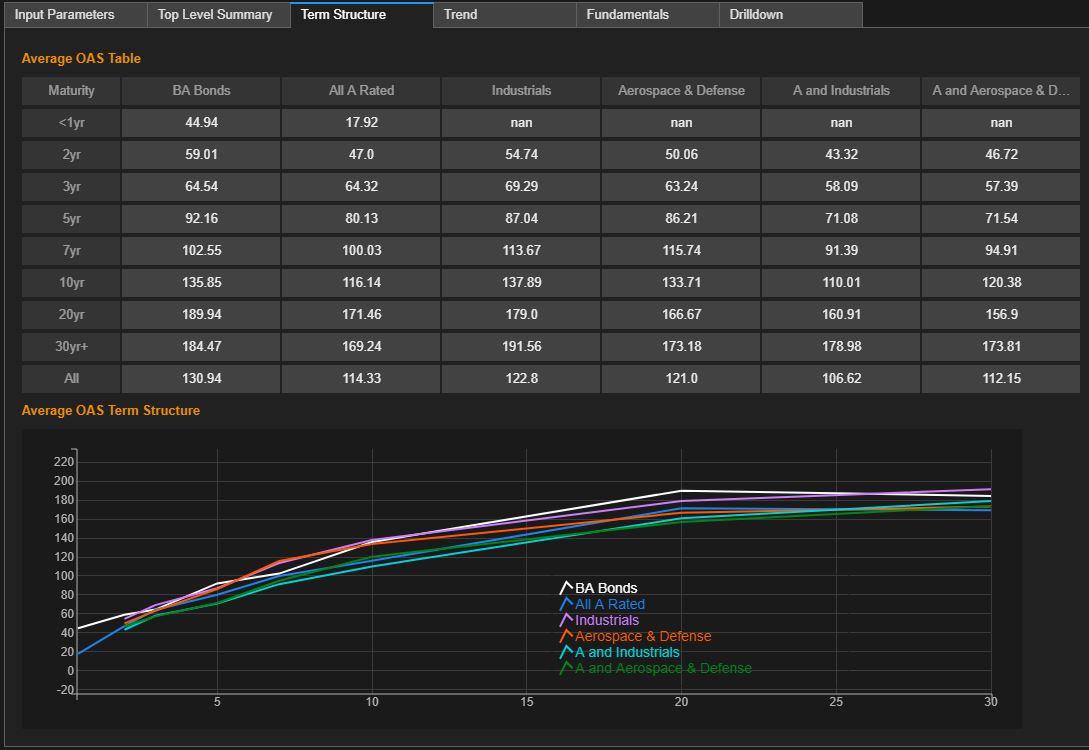 Input Parameters Top Level Summary Term Structure Trend Fundamentals Drilldown
Average OAS Table
Maturity BA Bonds All A Rated Industrials Aerospace & Defense A and Industrials A and Aerospace & D...
<1yr 44.94 17.92 nan nan nan nan
2yr 59.01 47.0 54.74 50.06 43.32 46.72
3yr 64.54 64.32 69.29 63.24 58.09 57.39
5yr 92.16 80.13 87.04 86.21 71.08 71.54
7yr 102.55 100.03 113.67 115.74 91.39 94.91
10yr 135.85 116.14 137.89 133.71 110.01 120.38
20yr 189.94 171.46 179.0 166.67 160.91 156.9
30yr+ 184.47 169.24 191.56 173.18 178.98 173.81
All 130.94 114.33 122.8 121.0 106.62 112.15
Average OAS Term Structure
220
200
180
160
140
120
100
80
60
40
20
0
-20
BA Bonds
All A Rated
Industrials
Aerospace & Defense
A and Industrials
A and Aerospace & Defense
5 10 15 20 25 30